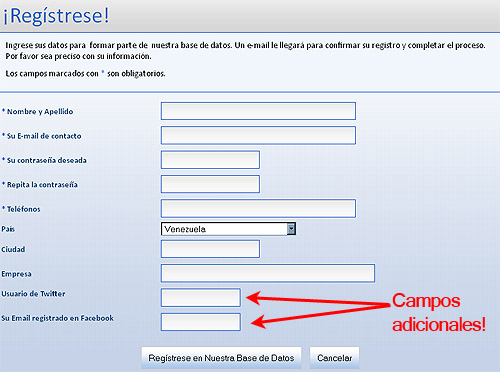 ¡Regístrese!
Ingrese sus datos para formar parte de nuestra base de datos. Un e-mail le llegará para confirmar su registro y completar el proceso.
Por favor sea preciso con su información.
Los campos marcados con * son obligatorios.
* Nombre y Apellido
* Su E-mail de contacto
* Su contraseña deseada
* Repita la contraseña
* Teléfonos
País
Venezuela
Ciudad
Empresa
Usuario de Twitter
Su Email registrado en Facebook
Campos
adicionales!
Regístrese en Nuestra Base de Datos
Cancelar